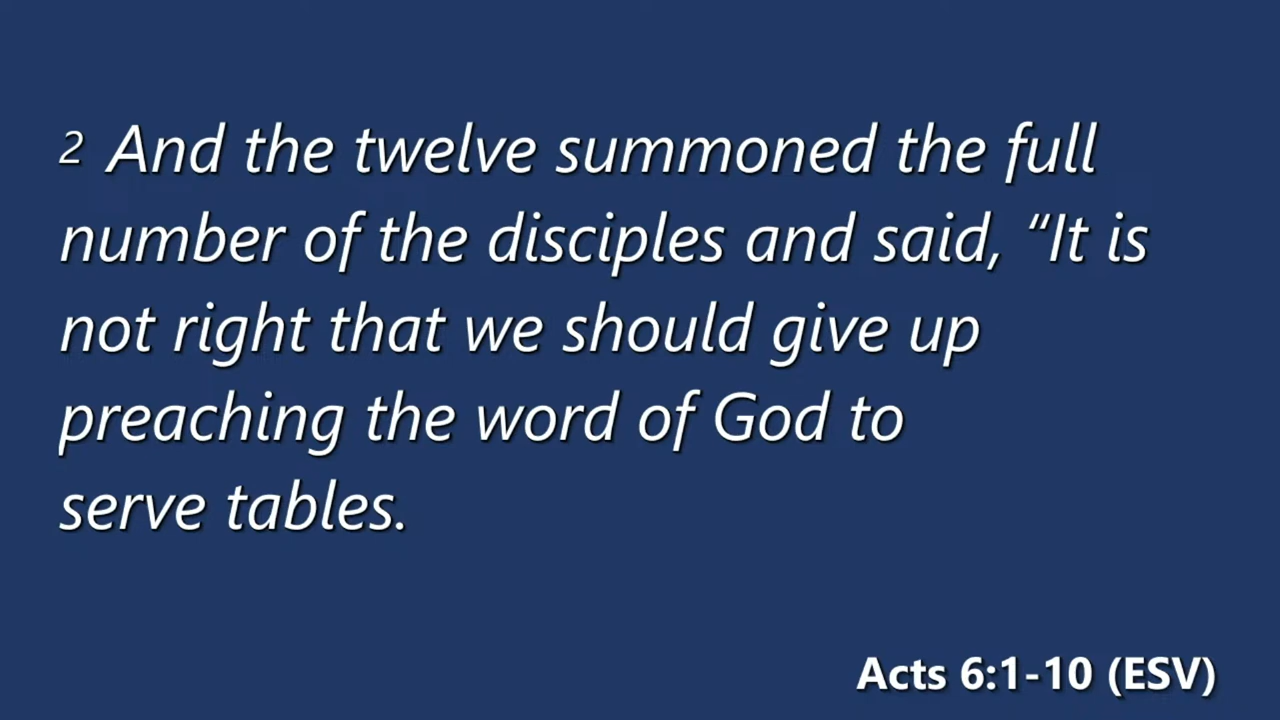 2 And the twelve summoned the full
number of the disciples and said, “It is
not right that we should give up
preaching the word of God to
serve tables.
Acts 6:1-10 (ESV)